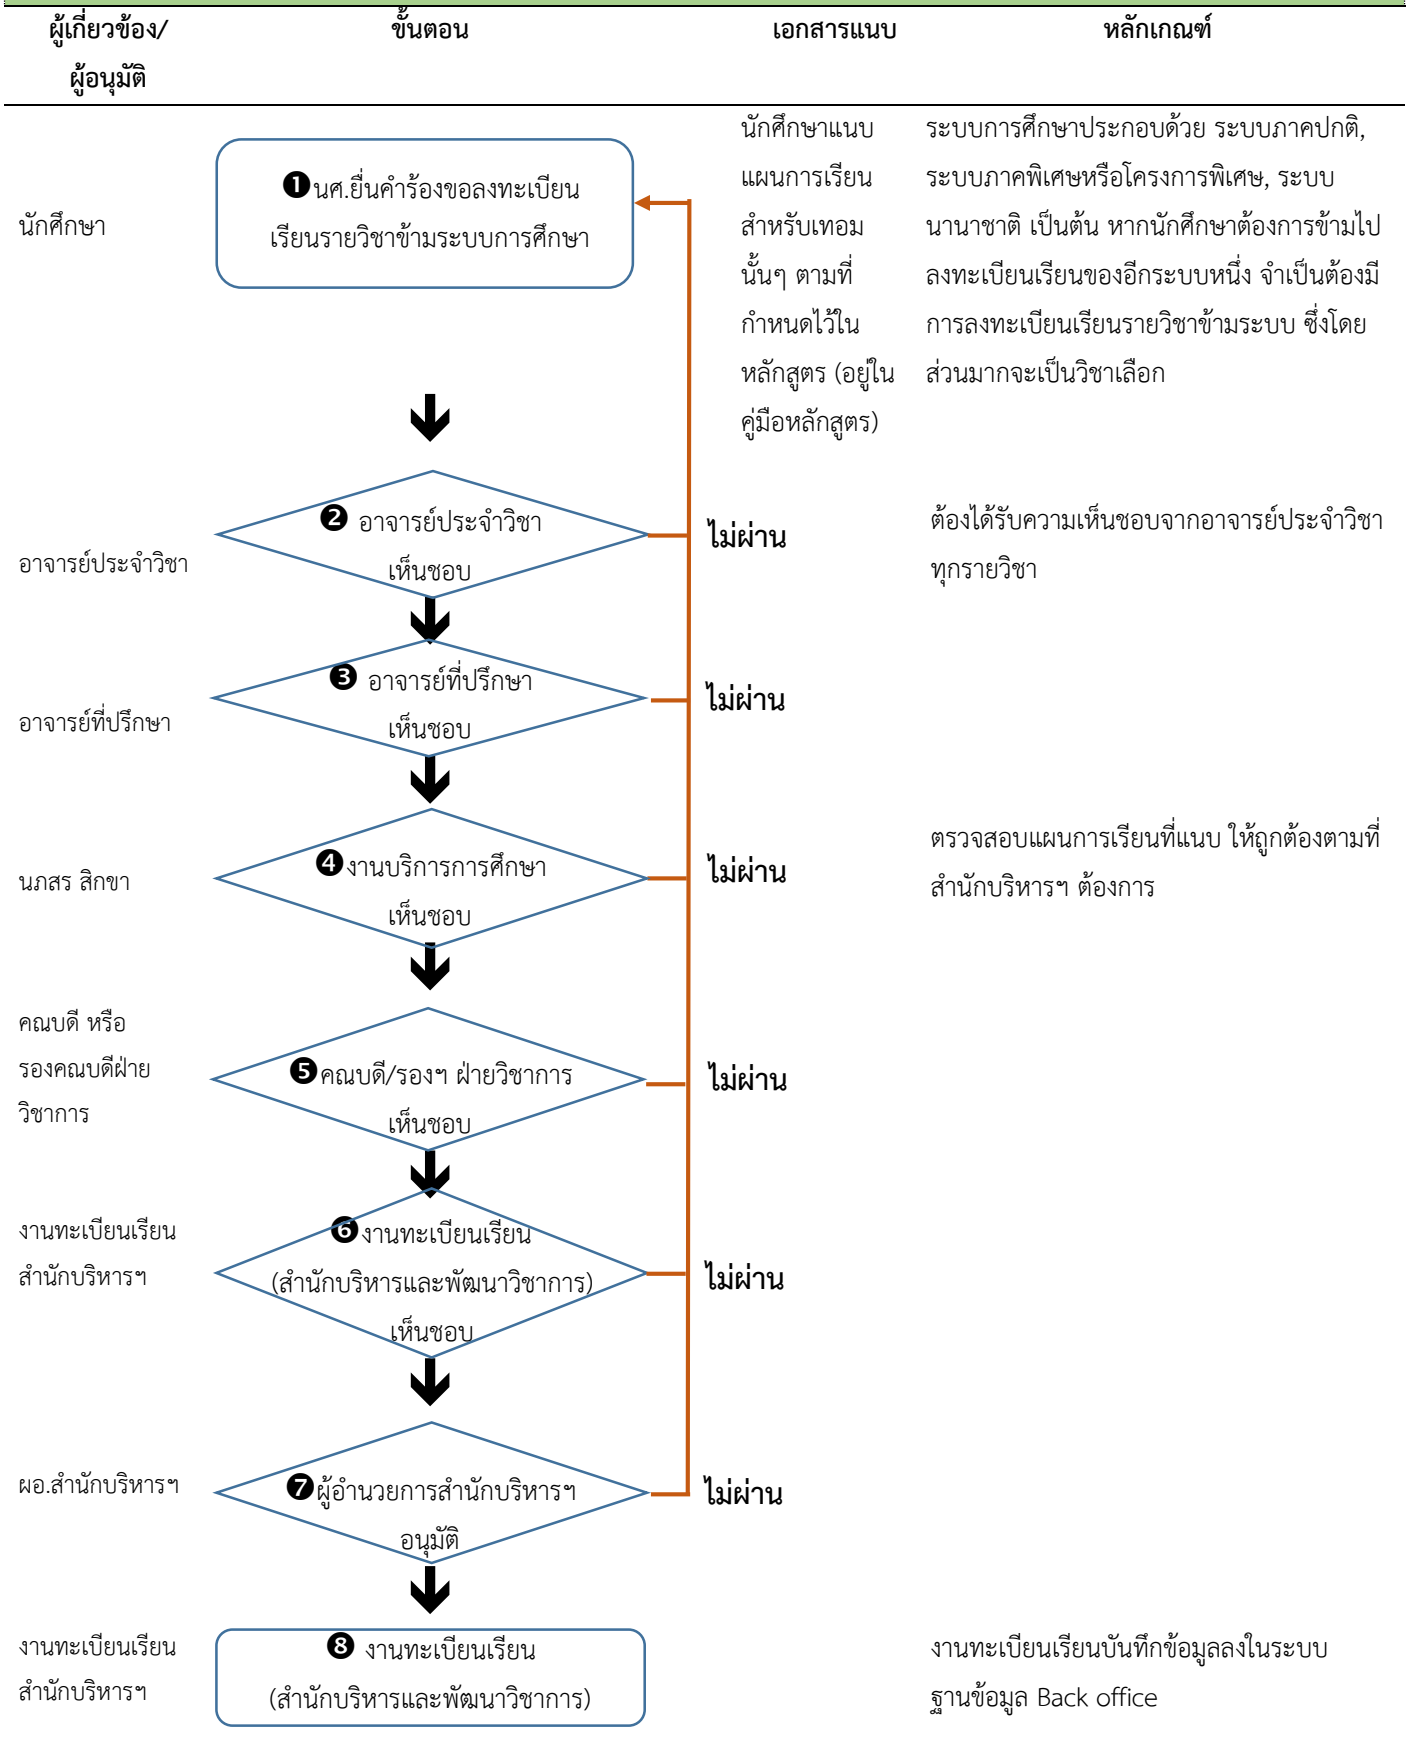 ผู้เกี่ยวข้อง/
ผู้อนุมัติ
ขั้นตอน
เอกสารแนบ
หลักเกณฑ์
นักศึกษา
❶นศ.ยื่นคำร้องขอลงทะเบียน
เรียนรายวิชาข้ามระบบการศึกษา
นักศึกษาแนบ
แผนการเรียน
สำหรับเทอม
นั้นๆ ตามที่
กำหนดไว้ใน
หลักสูตร (อยู่ใน
คู่มือหลักสูตร)
ระบบการศึกษาประกอบด้วย ระบบภาคปกติ,
ระบบภาคพิเศษหรือโครงการพิเศษ, ระบบ
นานาชาติ เป็นต้น หากนักศึกษาต้องการข้ามไป
ลงทะเบียนเรียนของอีกระบบหนึ่ง จำเป็นต้องมี
การลงทะเบียนเรียนรายวิชาข้ามระบบ ซึ่งโดย
ส่วนมากจะเป็นวิชาเลือก
อาจารย์ประจำวิชา
❷ อาจารย์ประจำวิชา
เห็นชอบ
ไม่ผ่าน
ต้องได้รับความเห็นชอบจากอาจารย์ประจำวิชา
ทุกรายวิชา
อาจารย์ที่ปรึกษา
❸ อาจารย์ที่ปรึกษา
เห็นชอบ
ไม่ผ่าน
นภสร สิกขา
❹งานบริการการศึกษา
เห็นชอบ
ไม่ผ่าน
ตรวจสอบแผนการเรียนที่แนบ ให้ถูกต้องตามที่
สำนักบริหารฯ ต้องการ
คณบดี หรือ
รองคณบดีฝ่าย
วิชาการ
❺คณบดี/รองฯ ฝ่ายวิชาการ
เห็นชอบ
ไม่ผ่าน
งานทะเบียนเรียน
สำนักบริหารฯ
❻งานทะเบียนเรียน
(สำนักบริหารและพัฒนาวิชาการ)
เห็นชอบ
ไม่ผ่าน
ผอ.สำนักบริหารฯ
❼ผู้อำนวยการสำนักบริหารฯ
อนุมัติ
ไม่ผ่าน
งานทะเบียนเรียน
สำนักบริหารฯ
❽ งานทะเบียนเรียน
(สำนักบริหารและพัฒนาวิชาการ)
งานทะเบียนเรียนบันทึกข้อมูลลงในระบบ
ฐานข้อมูล Back office